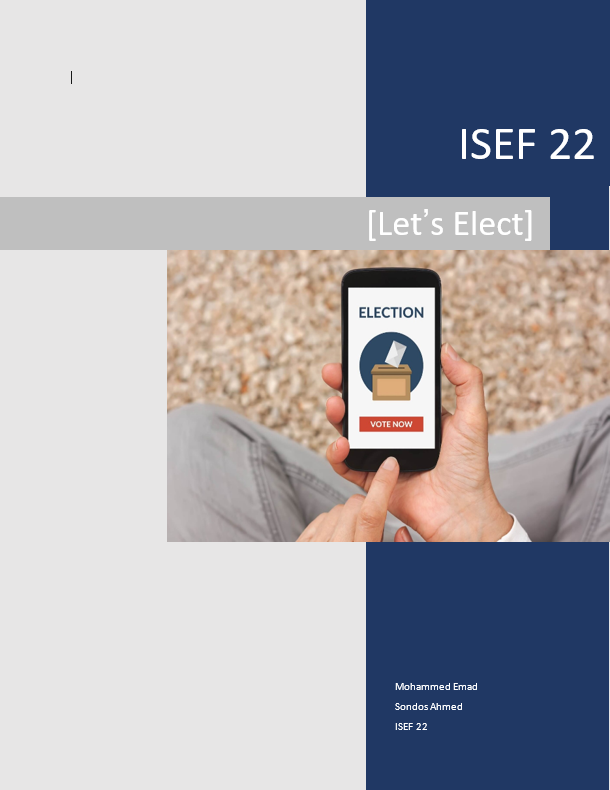 ISEF 22
[Let's Elect]
ELECTION
VOTE NOW
Mohammed Emad
Sondos Ahmed
ISEF 22